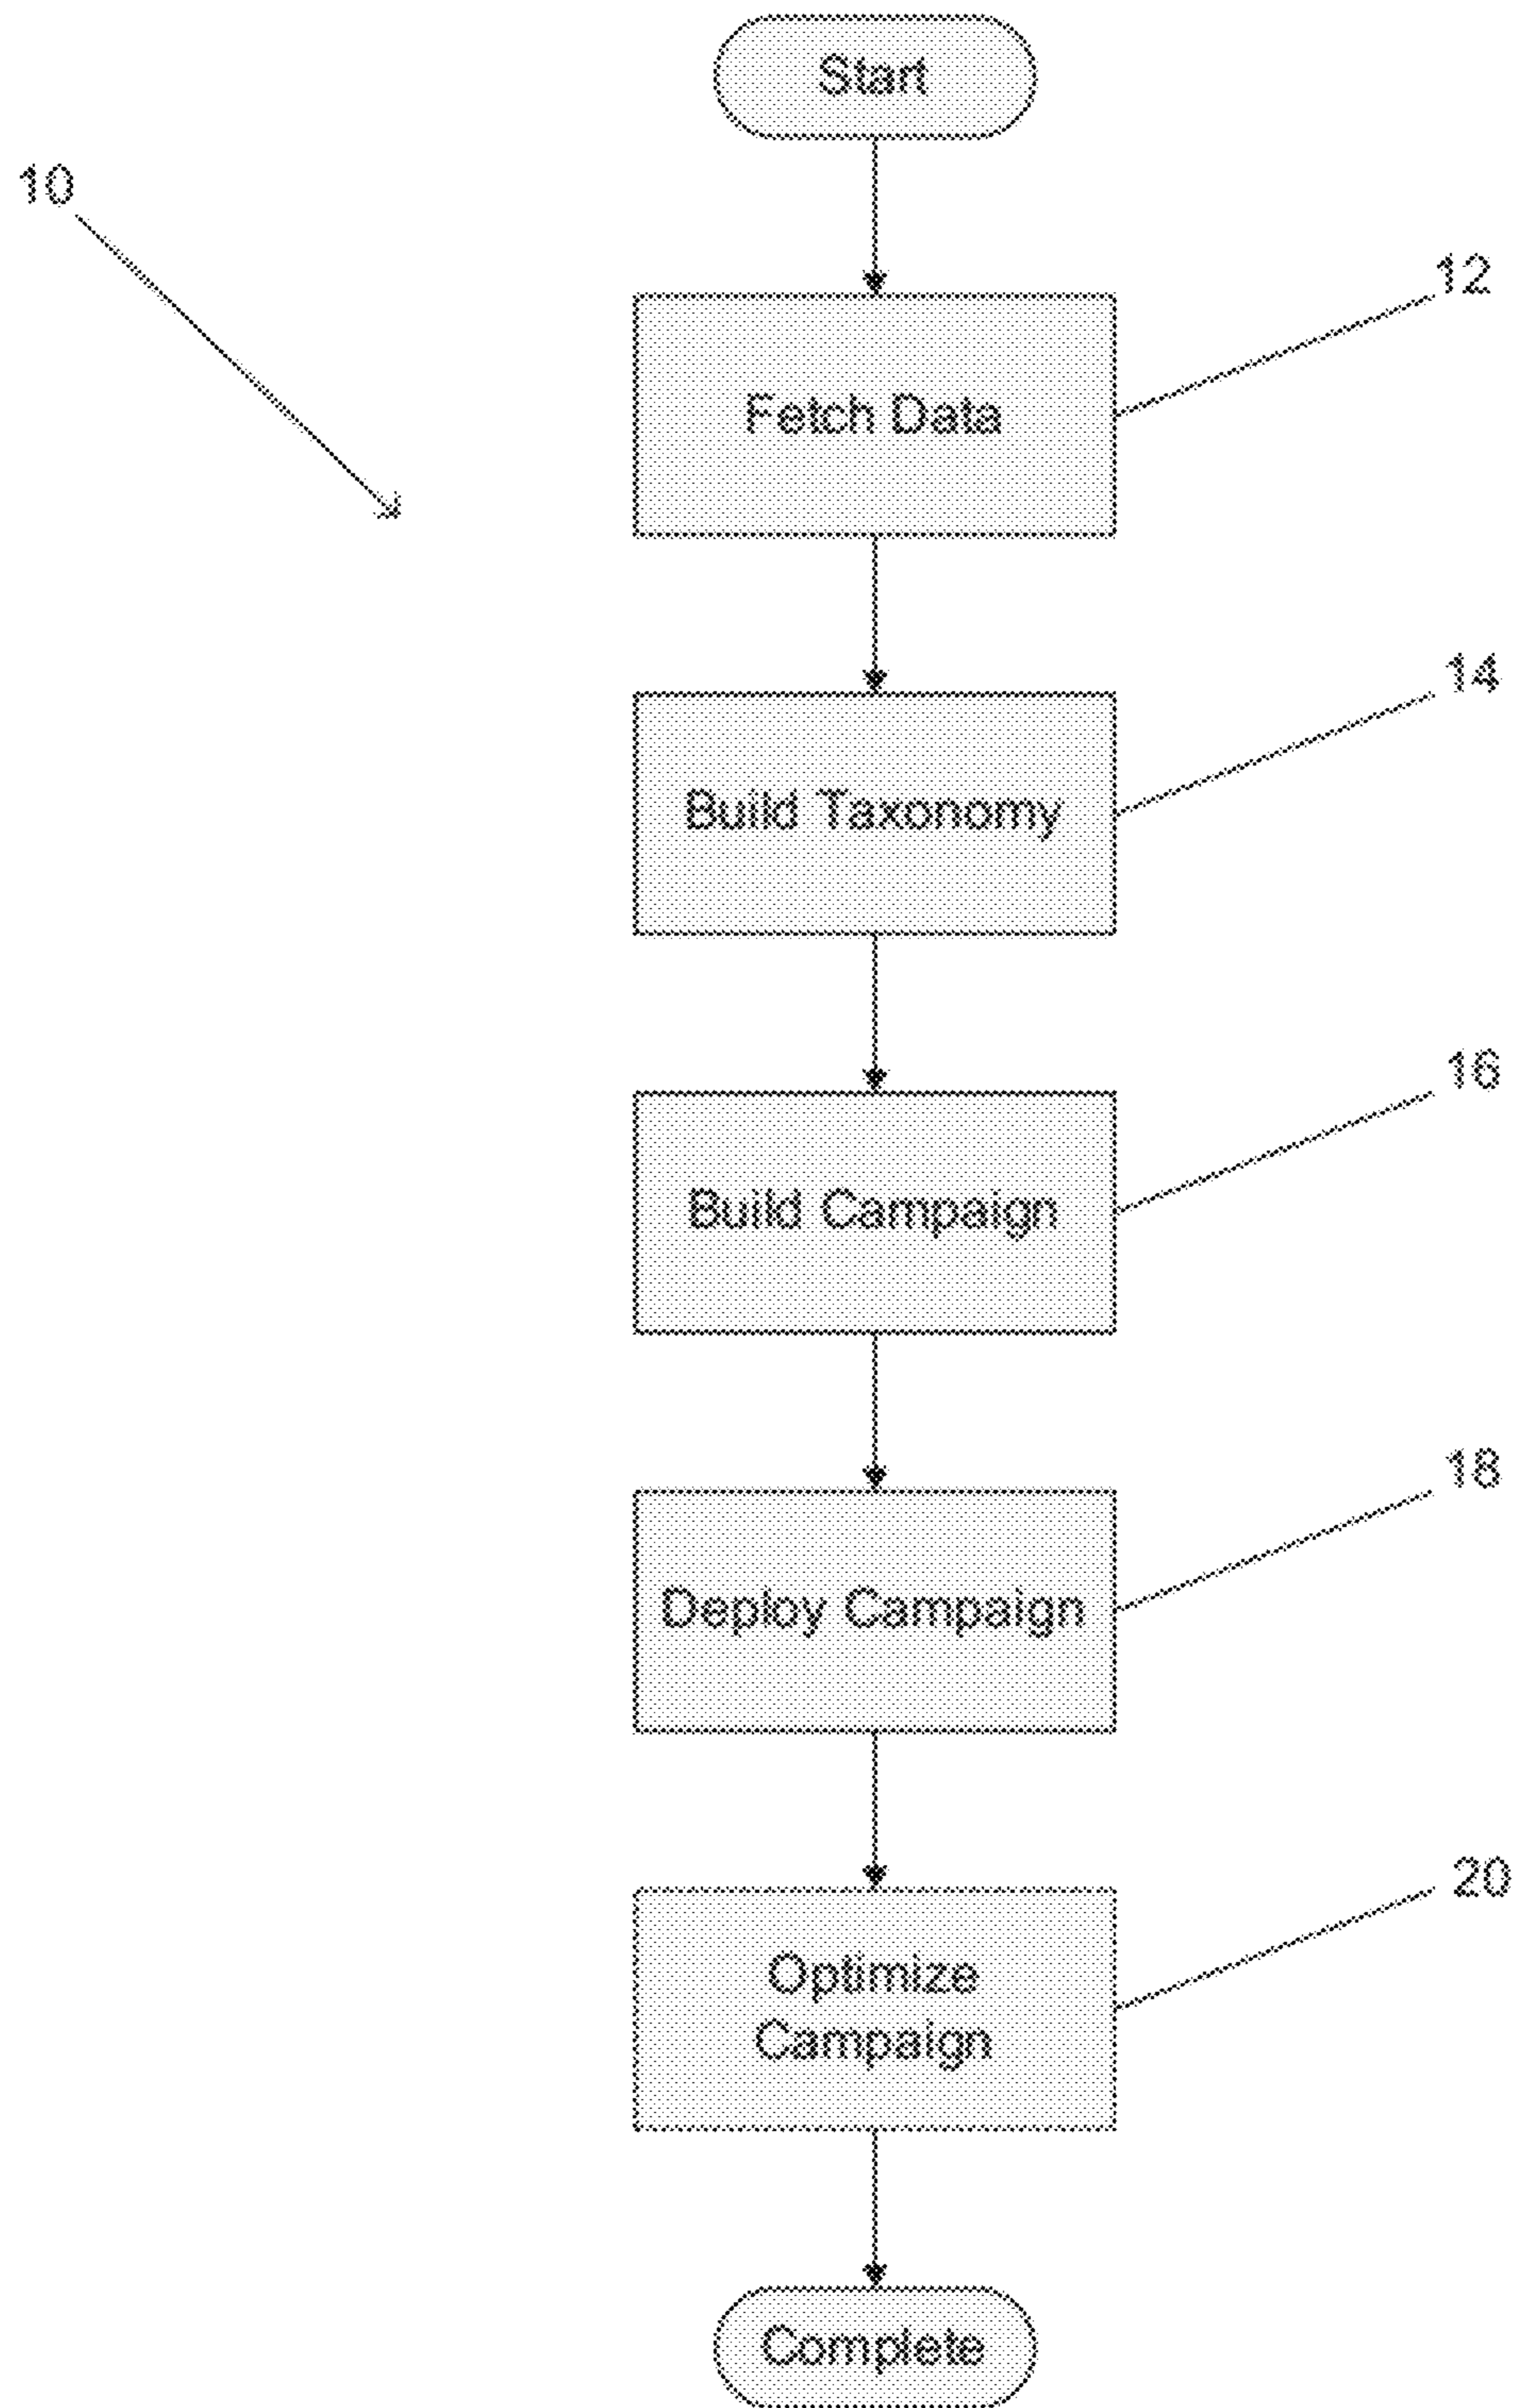 Start
10
12
Fetch Data
14
Build Taxonomy
16
Build Campaign
18
Deploy Campaign
20
Optimize
Campaign
Complete